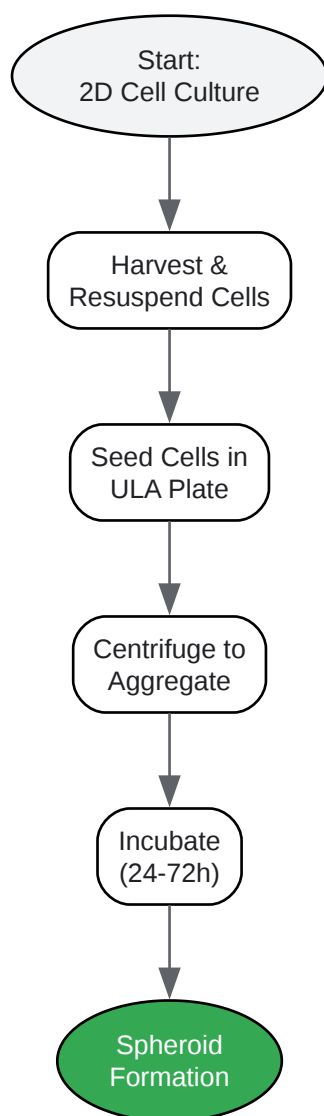 Start:
2D Cell Culture
Harvest &
Resuspend Cells
Seed Cells in
ULA Plate
Centrifuge to
Aggregate
Incubate
(24-72h)
Spheroid
Formation